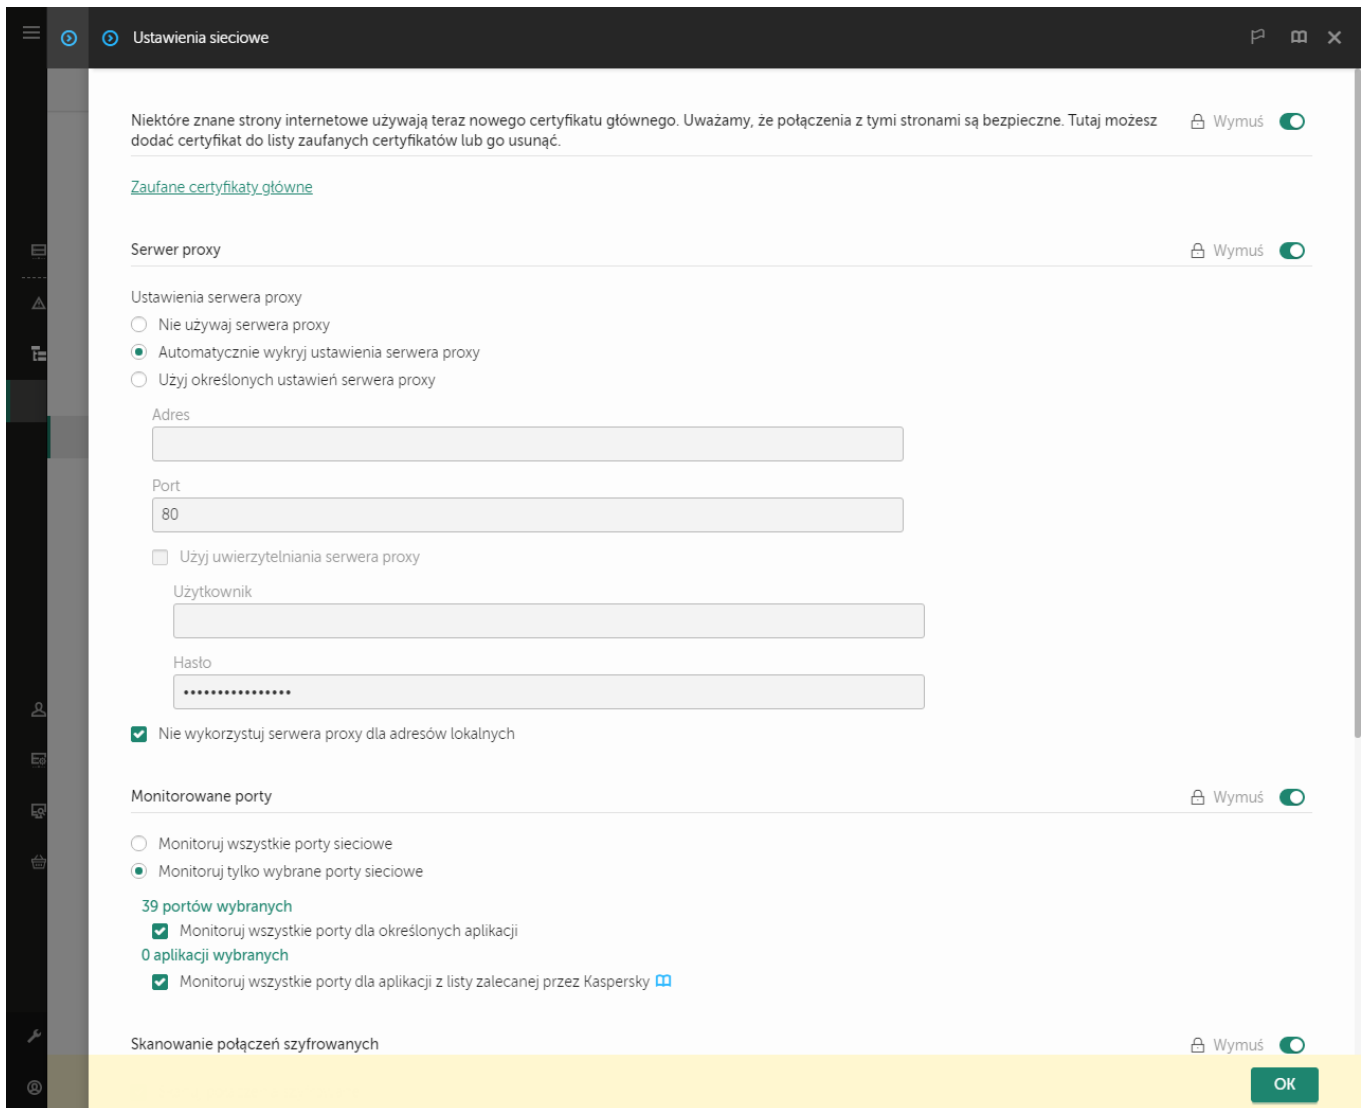 Ustawienia sieciowe
Niektóre znane strony internetowe używają teraz nowego certyfikatu głównego. Uważamy, że połączenia z tymi stronami są bezpieczne. Tutaj możesz
dodać certyfikat do listy zaufanych certyfikatów lub go usunąć.
Wymuś
Zaufane certyfikaty główne
Serwer proxy
Wymuś
Ustawienia serwera proxy
Nie używaj serwera proxy
Automatycznie wykryj ustawienia serwera proxy
Użyj określonych ustawień serwera proxy
Adres
Port
80
Użyj uwierzytelniania serwera proxy
Użytkownik
Hasło
••••••••••••••••
Nie wykorzystuj serwera proxy dla adresów lokalnych
Monitorowane porty
Wymuś
Monitoruj wszystkie porty sieciowe
Monitoruj tylko wybrane porty sieciowe
39 portów wybranych
Monitoruj wszystkie porty dla określonych aplikacji
0 aplikacji wybranych
Monitoruj wszystkie porty dla aplikacji z listy zalecanej przez Kaspersky
Skanowanie połączeń szyfrowanych
Wymuś
OK